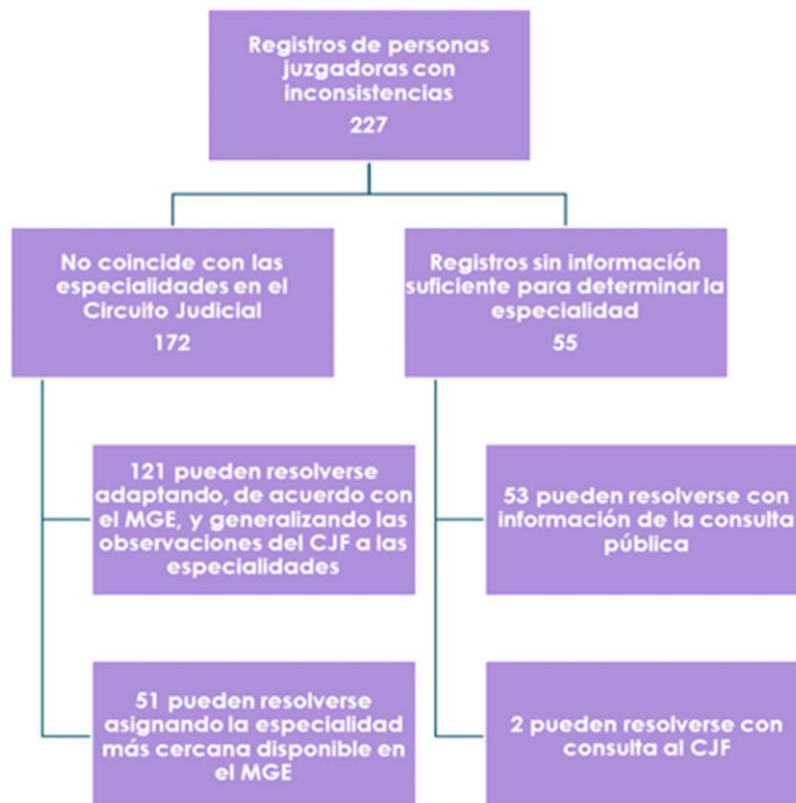 Registros de personas
juzgadoras con
inconsistencias
227
No coincide con las
especialidades en el
Circuito Judicial
172
Registros sin información
suficiente para determinar la
especialidad
55
121 pueden resolverse
adaptando, de acuerdo con
el MGE, y generalizando las
observaciones del CJF a las
especialidades
53 pueden resolverse con
información de la consulta
pública
51 pueden resolverse
asignando la especialidad
más cercana disponible en
el MGE
2 pueden resolverse con
consulta al CJF